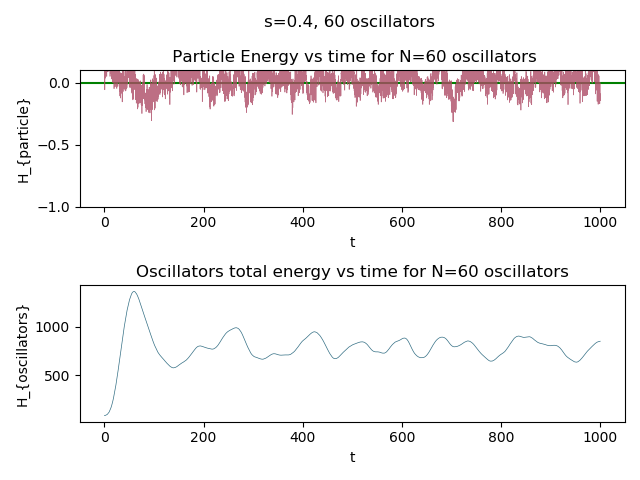 s=0.4, 60 oscillators
Particle Energy vs time for N=60 oscillators
0.0
−0.5
−1.0
H_{particle}
0 200 400 600 800 1000
t
Oscillators total energy vs time for N=60 oscillators
1000
500
H_{oscillators}
0 200 400 600 800 1000
t